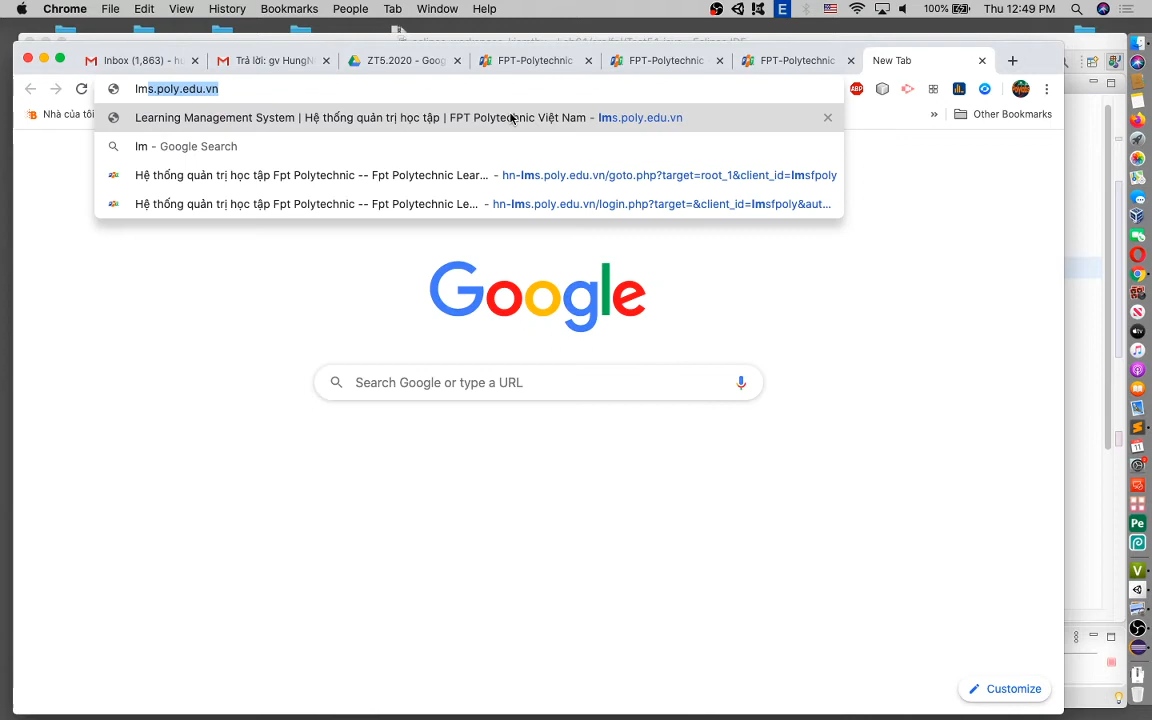 Chrome File Edit View History Bookmarks People Tab Window Help 100% Thu 12:49 PM
Inbox (1,863) - h Trả lời: gv HungN ZT5.2020 - Goog FPT-Polytechnic FPT-Polytechnic FPT-Polytechnic New Tab
lms.poly.edu.vn ABP
Nhà của tôi » Other Bookmarks
Learning Management System | Hệ thống quản trị học tập | FPT Polytechnic Việt Nam - lms.poly.edu.vn
lm - Google Search
Hệ thống quản trị học tập Fpt Polytechnic -- Fpt Polytechnic Lear... - hn-lms.poly.edu.vn/goto.php?target=root_1&client_id=lmsfpoly
Hệ thống quản trị học tập Fpt Polytechnic -- Fpt Polytechnic Le... - hn-lms.poly.edu.vn/login.php?target=&client_id=lmsfpoly&aut...
Google
Search Google or type a URL
Customize